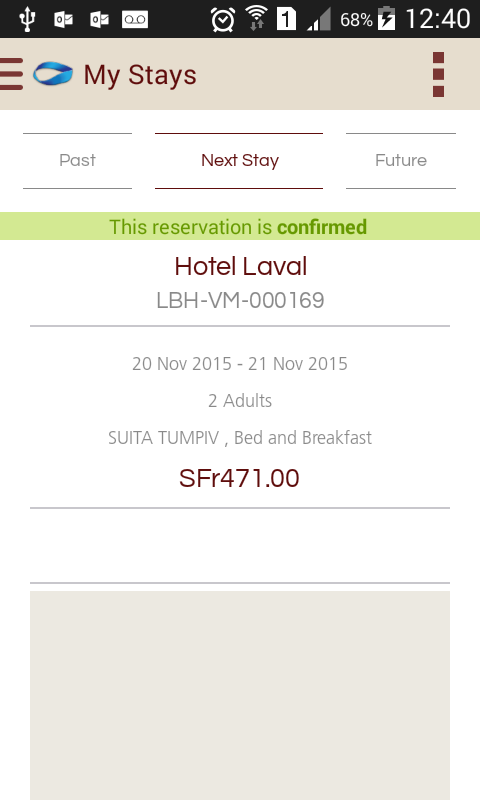 1 68% 12:40
My Stays
Past Next Stay Future
This reservation is confirmed
Hotel Laval
LBH-VM-000169
20 Nov 2015 - 21 Nov 2015
2 Adults
SUITA TUMPIV , Bed and Breakfast
SFr471.00